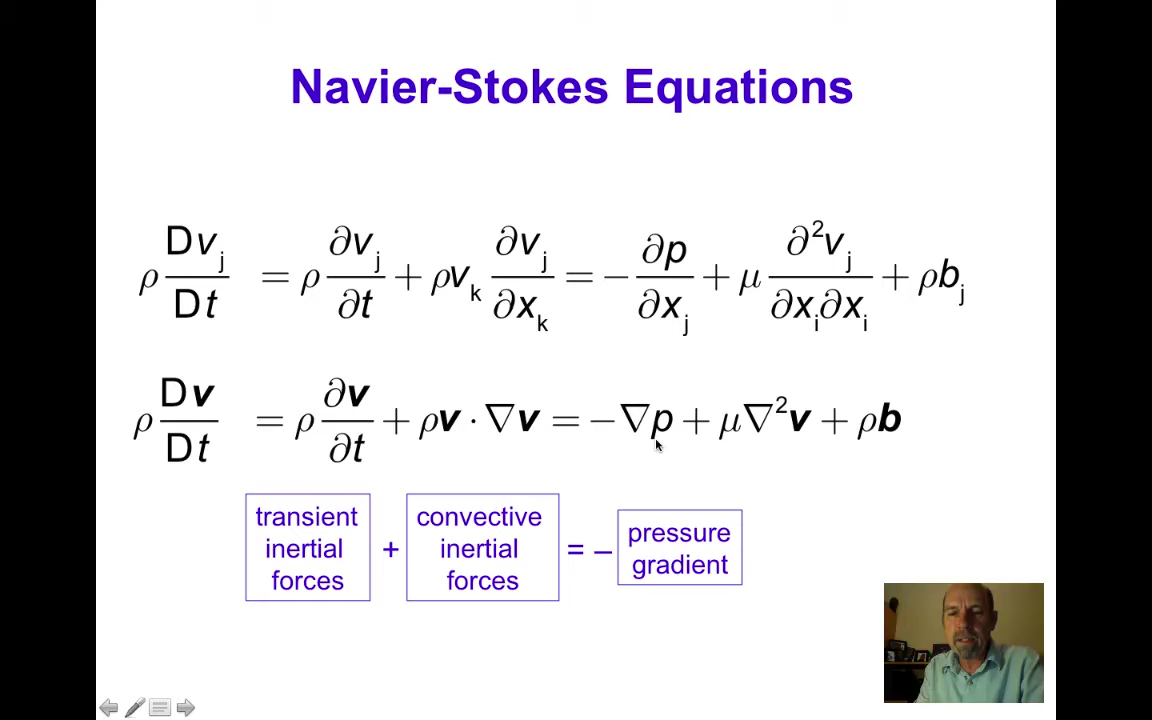 Navier-Stokes Equations
ρ Dv_j/Dt = ρ ∂v_j/∂t + ρv_k ∂v_j/∂x_k = − ∂p/∂x_j + μ ∂²v_j/∂x_i∂x_i + ρb_j
ρ Dv/Dt = ρ ∂v/∂t + ρv · ∇v = −∇p + μ∇²v + ρb
transient inertial forces + convective inertial forces = – pressure gradient